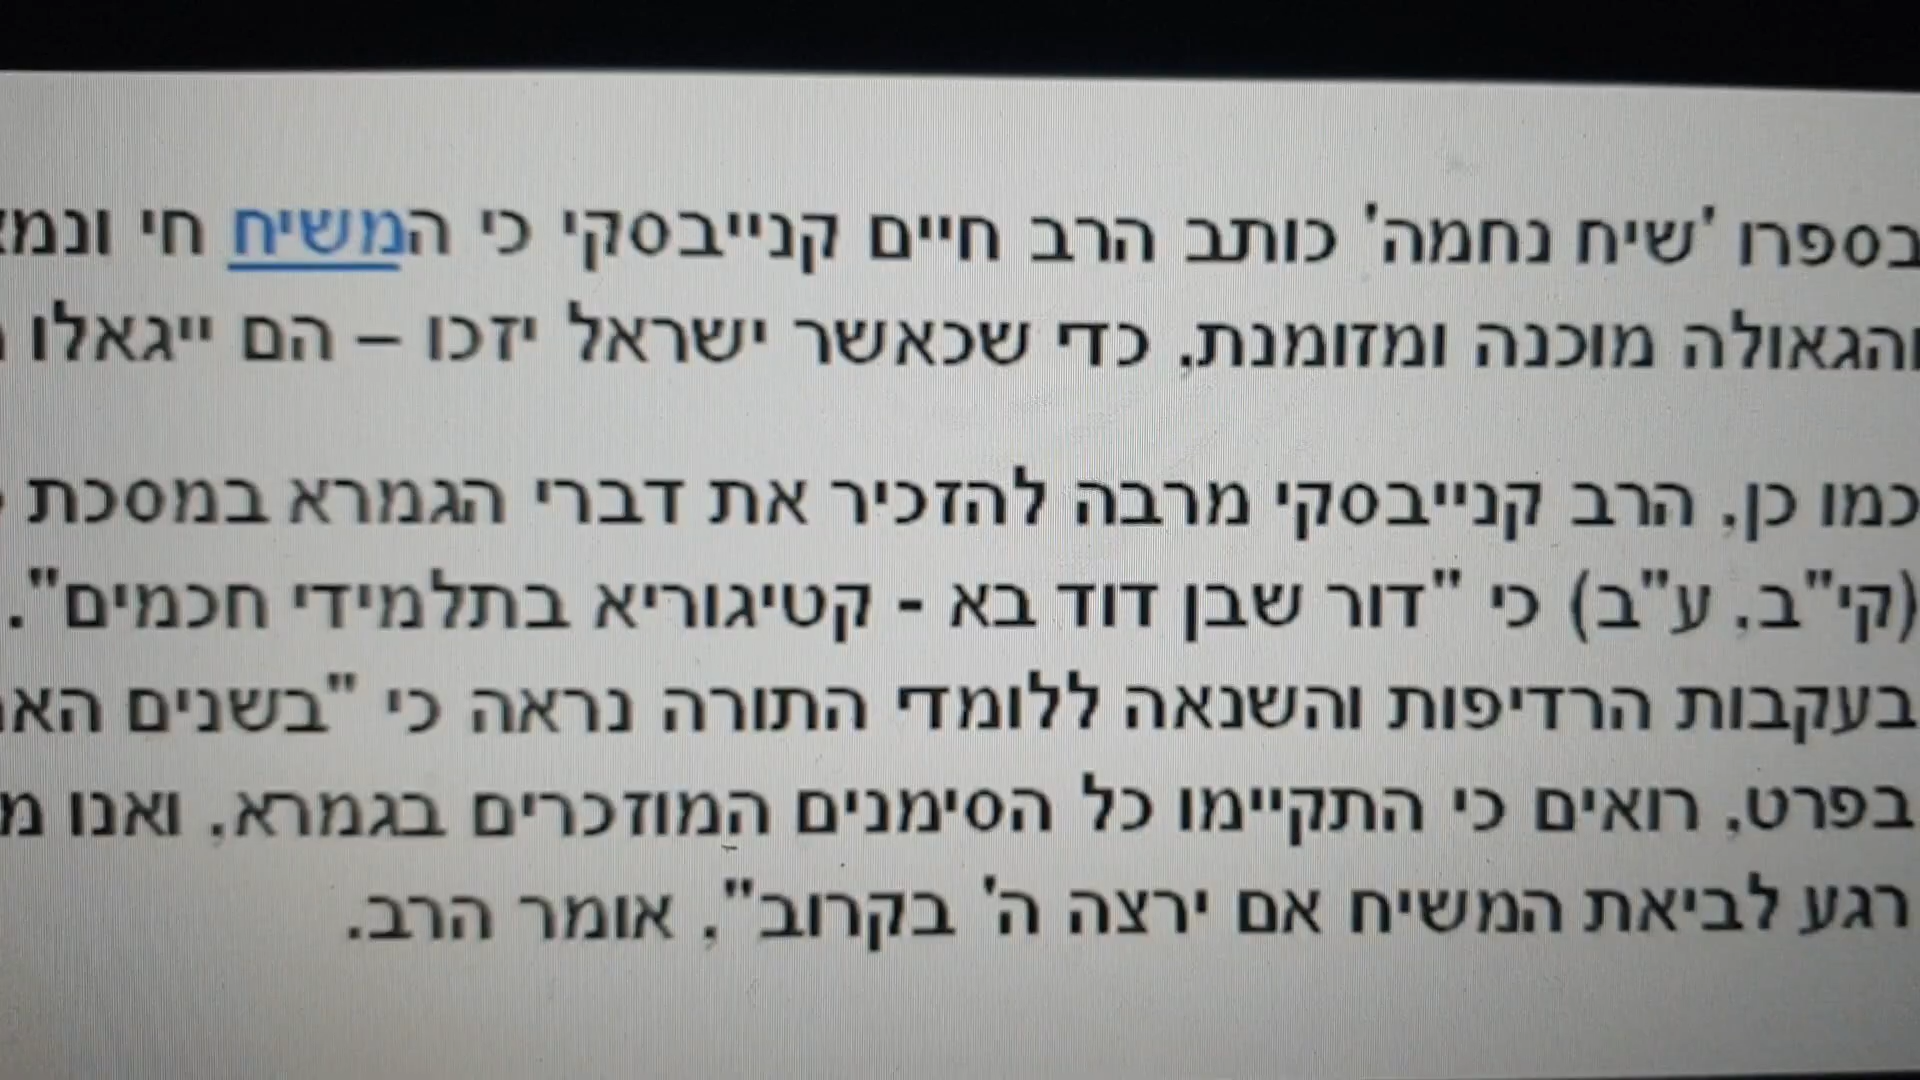 בספרו 'שיח נחמה' כותב הרב חיים קנייבסקי כי המשיח חי
והגאולה מוכנה ומזומנת, כדי שכאשר ישראל יזכו – הם ייגאלו
כמו כן, הרב קנייבסקי מרבה להזכיר את דברי הגמרא במסכת
(קי"ב, ע"ב) כי "דור שבן דוד בא - קטיגוריא בתלמידי חכמים".
בעקבות הרדיפות והשנאה ללומדי התורה נראה כי "בשנים
בפרט, רואים כי התקיימו כל הסימנים המוזכרים בגמרא, ואנו
רגע לביאת המשיח אם ירצה ה' בקרוב", אומר הרב.